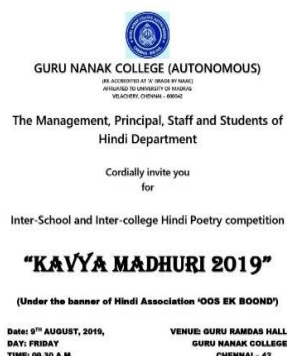 GURU NANAK COLLEGE (AUTONOMOUS)
(RE-ACCREDITED AT 'A' GRADE BY NAAC)
AFFILIATED TO UNIVERSITY OF MADRAS
VELACHERY, CHENNAI – 600042
The Management, Principal, Staff and Students of
Hindi Department
Cordially invite you
for
Inter-School and Inter-college Hindi Poetry competition
“KAVYA MADHURI 2019”
(Under the banner of Hindi Association ‘OOS EK BOOND’)
Date: 9TH AUGUST, 2019, VENUE: GURU RAMDAS HALL
DAY: FRIDAY GURU NANAK COLLEGE
TIME: 09.30 A.M CHENNAI – 42